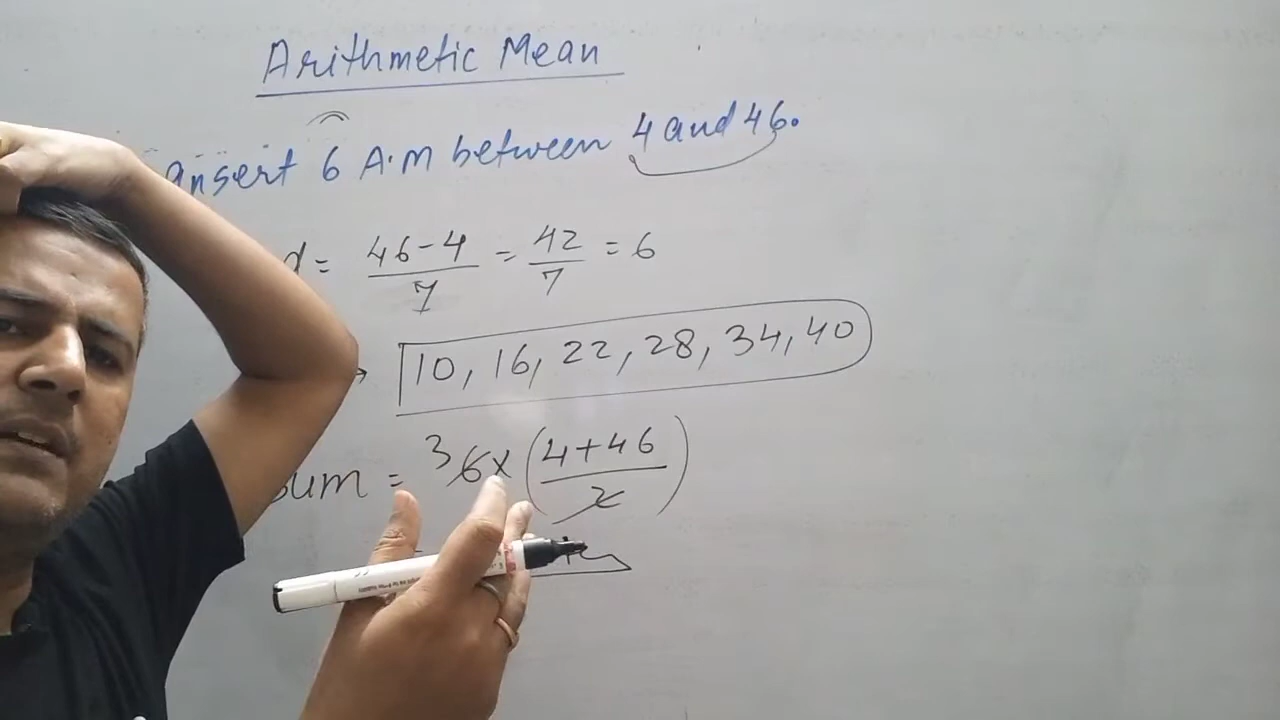 Arithmetic Mean
Insert 6 A.M between 4 and 46.
d = 46-4/7 = 42/7 = 6
→ 10, 16, 22, 28, 34, 40
Sum = 3 6 x (4+46/2)